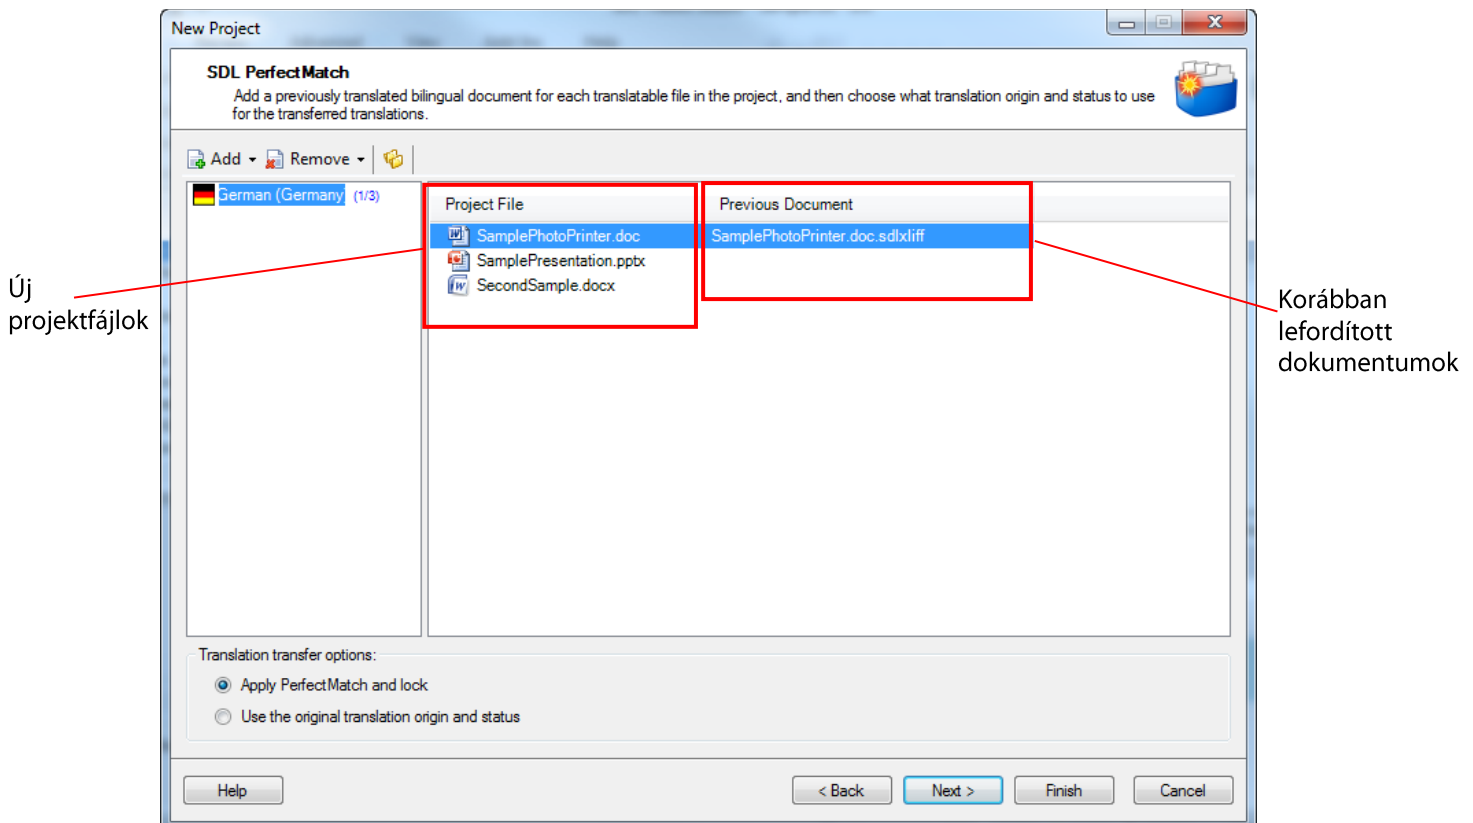 New Project
SDL PerfectMatch
Add a previously translated bilingual document for each translatable file in the project, and then choose what translation origin and status to use
for the transferred translations.
Add
Remove
German (Germany) (1/3)
Project File
Previous Document
SamplePhotoPrinter.doc
SamplePhotoPrinter.doc.sdlxliff
SamplePresentation.pptx
SecondSample.docx
Új
projektfájlok
Korábban
lefordított
dokumentumok
Translation transfer options:
Apply PerfectMatch and lock
Use the original translation origin and status
Help
< Back
Next >
Finish
Cancel